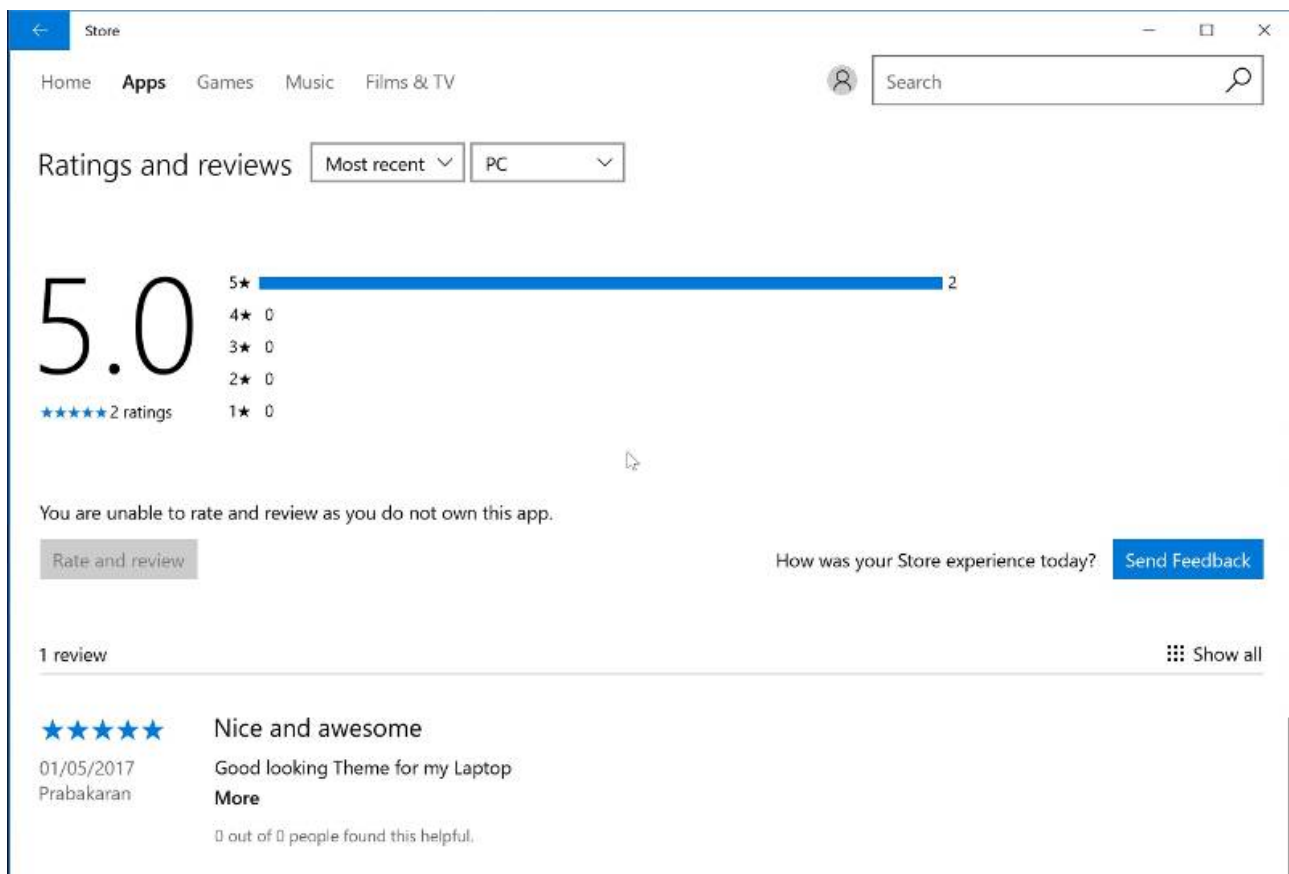 Store
Home Apps Games Music Films & TV Search
Ratings and reviews Most recent PC
5.0
5★ 2
4★ 0
3★ 0
2★ 0
1★ 0
★★★★★ 2 ratings
You are unable to rate and review as you do not own this app.
Rate and review How was your Store experience today? Send Feedback
1 review Show all
★★★★★ Nice and awesome
01/05/2017 Good looking Theme for my Laptop
Prabakaran More
0 out of 0 people found this helpful.